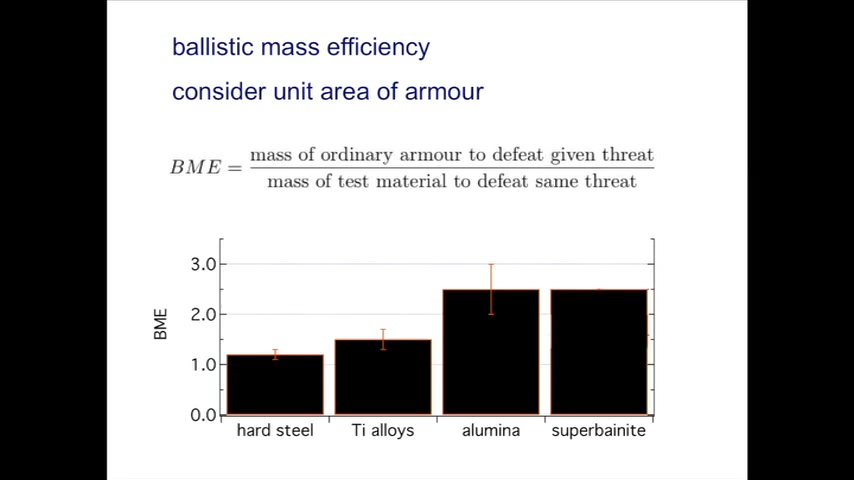 ballistic mass efficiency
consider unit area of armour
BME = mass of ordinary armour to defeat given threat
mass of test material to defeat same threat
3.0
2.0
1.0
0.0
BME
hard steel Ti alloys alumina superbainite